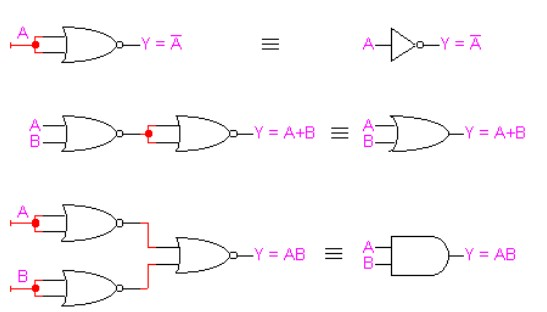 A Y = A̅ ≡ A Y = A̅
A B Y = A+B ≡ A B Y = A+B
A B Y = AB ≡ A B Y = AB